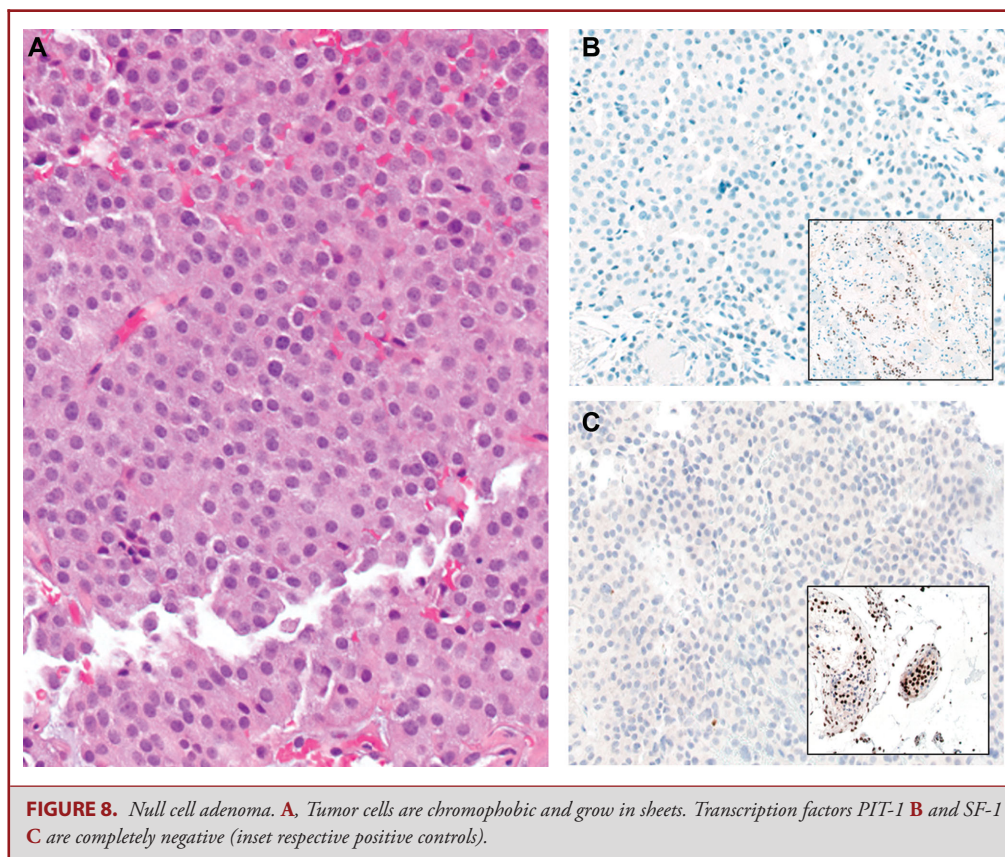 A
B
C
FIGURE 8. Null cell adenoma. A, Tumor cells are chromophobic and grow in sheets. Transcription factors PIT-1 B and SF-1
C are completely negative (inset respective positive controls).